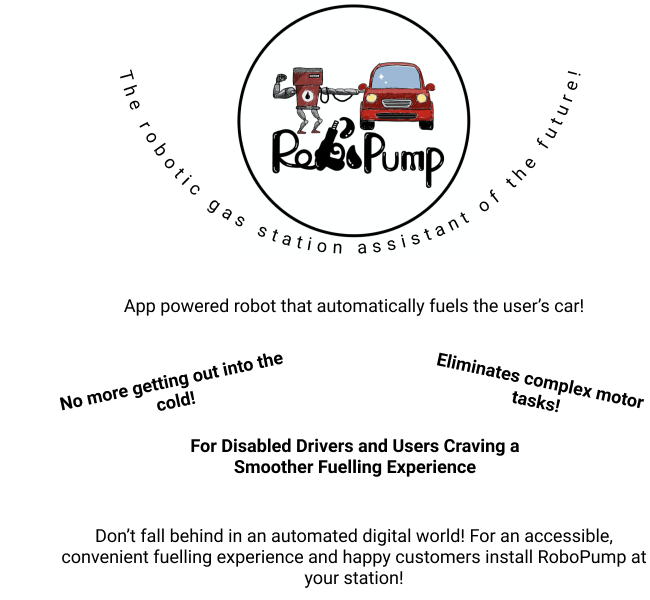 RoboPump
The robotic gas station assistant of the future!
App powered robot that automatically fuels the user's car!
No more getting out into the
cold!
Eliminates complex motor
tasks!
For Disabled Drivers and Users Craving a
Smoother Fuelling Experience
Don't fall behind in an automated digital world! For an accessible,
convenient fuelling experience and happy customers install RoboPump at
your station!